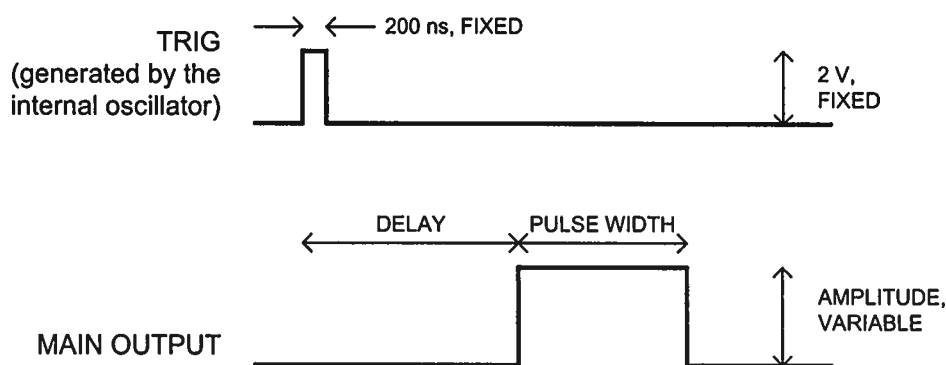 TRIG
(generated by the
internal oscillator)
200 ns, FIXED
2 V,
FIXED
DELAY
PULSE WIDTH
MAIN OUTPUT
AMPLITUDE,
VARIABLE